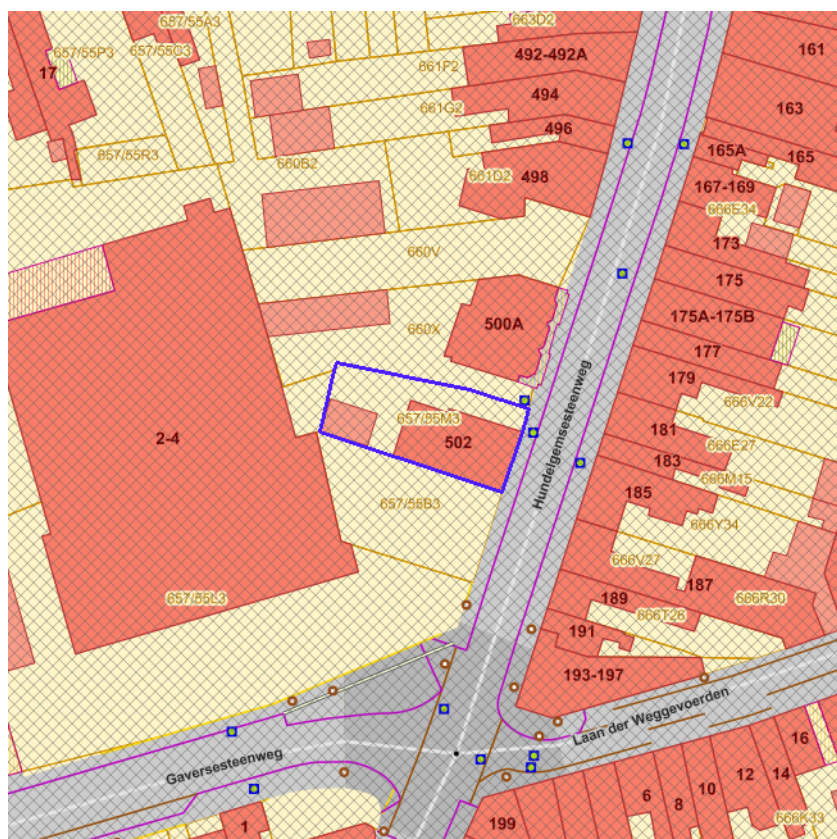 663D2
657/55A3
657/55P3
657/55C3
17
492-492A
161
661F2
494
163
661G2
496
657/55R3
660B2
165A
165
661D2
498
167-169
666E34
660V
173
175
500A
175A-175B
660X
177
179
666V22
657/55M3
181
2-4
502
666E27
183
666M15
185
Hundelgemsesteenweg
657/55B3
666Y34
666V27
187
657/55L3
189
666R30
666T26
191
193-197
Laan der Weggevoerden
Gaversesteenweg
16
12
14
10
6
8
199
1
666K33